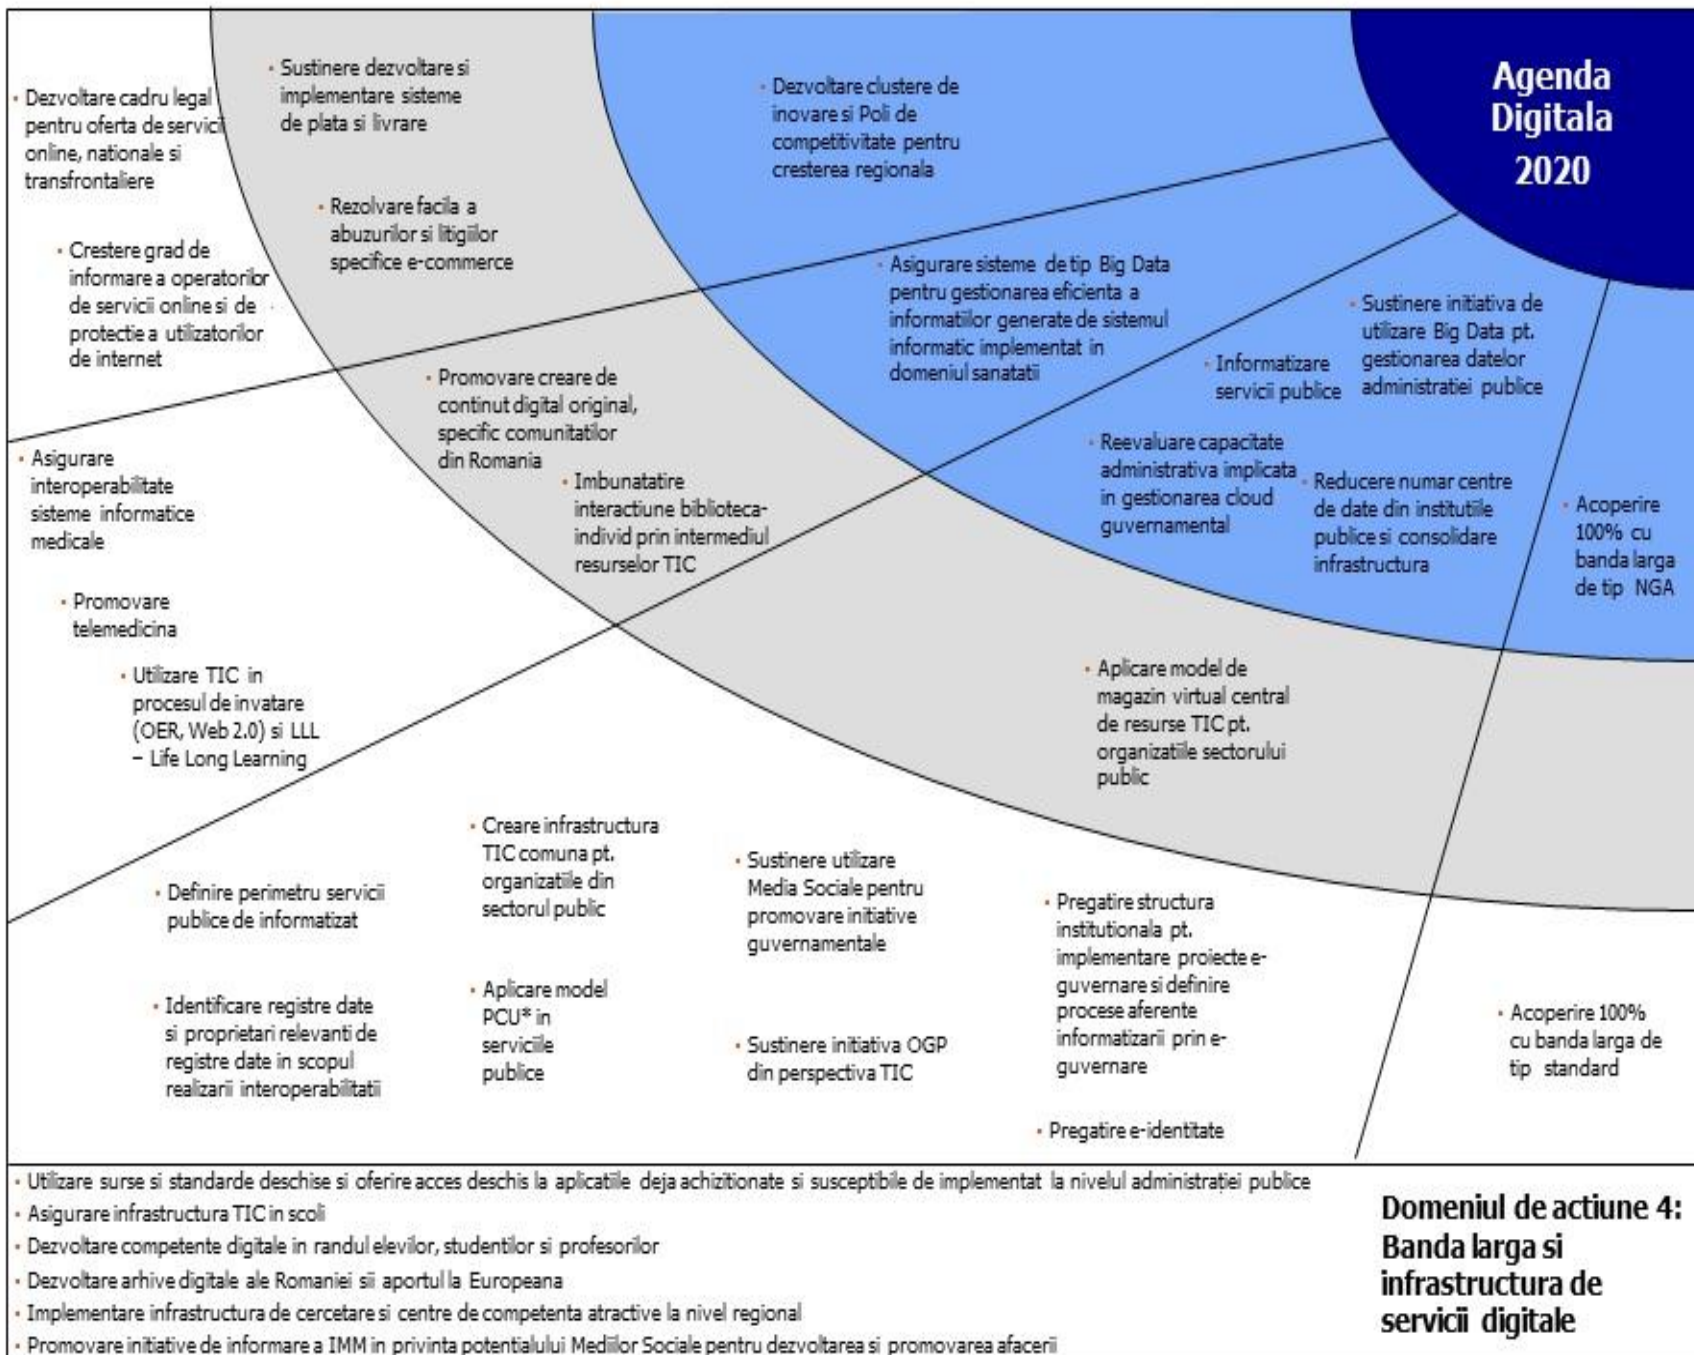 Agenda
Digitala
2020
• Dezvoltare cadru legal
pentru oferta de servicii
online, nationale si
transfrontaliere
• Crestere grad de
informare a operatorilor
de servicii online si de
protectie a utilizatorilor
de internet
• Sustinere dezvoltare si
implementare sisteme
de plata si livrare
• Rezolvare facila a
abuzurilor si litigiilor
specifice e-commerce
• Dezvoltare clustere de
inovare si Poli de
competitivitate pentru
cresterea regionala
• Asigurare
interoperabilitate
sisteme informatice
medicale
• Promovare
telemedicina
• Utilizare TIC in
procesul de invatare
(OER, Web 2.0) si LLL
– Life Long Learning
• Promovare creare de
continut digital original,
specific comunitatilor
din Romania
• Imbunatatire
interactiune biblioteca-
individ prin intermediul
resurselor TIC
• Asigurare sisteme de tip Big Data
pentru gestionarea eficienta a
informatiilor generate de sistemul
informatic implementat in
domeniul sanatatii
• Sustinere initiativa de
utilizare Big Data pt.
gestionarea datelor
administratiei publice
• Informatizare
servicii publice
• Reevaluare capacitate
administrativa implicata
in gestionarea cloud
guvernamental
• Reducere numar centre
de date din institutiile
publice si consolidare
infrastructura
• Acoperire
100% cu
banda larga
de tip NGA
• Aplicare model de
magazin virtual central
de resurse TIC pt.
organizatiile sectorului
public
• Definire perimetru servicii
publice de informatizat
• Identificare registre date
si proprietari relevanti de
registre date in scopul
realizarii interoperabilitatii
• Creare infrastructura
TIC comuna pt.
organizatiile din
sectorul public
• Aplicare model
PCU* in
serviciile
publice
• Sustinere utilizare
Media Sociale pentru
promovare initiative
guvernamentale
• Sustinere initiativa OGP
din perspectiva TIC
• Pregatire structura
institutionala pt.
implementare proiecte e-
guvernare si definire
procese aferente
informatizarii prin e-
guvernare
• Pregatire e-identitate
• Acoperire 100%
cu banda larga de
tip standard
• Utilizare surse si standarde deschise si oferire acces deschis la aplicatiile deja achizitionate si susceptibile de implementat la nivelul administrației publice
• Asigurare infrastructura TIC in scoli
• Dezvoltare competente digitale in randul elevilor, studentilor si profesorilor
• Dezvoltare arhive digitale ale Romaniei sii aportul la Europeana
• Implementare infrastructura de cercetare si centre de competenta atractive la nivel regional
• Promovare initiative de informare a IMM in privinta potentialului Mediilor Sociale pentru dezvoltarea si promovarea afacerii
Domeniul de actiune 4:
Banda larga si
infrastructura de
servicii digitale